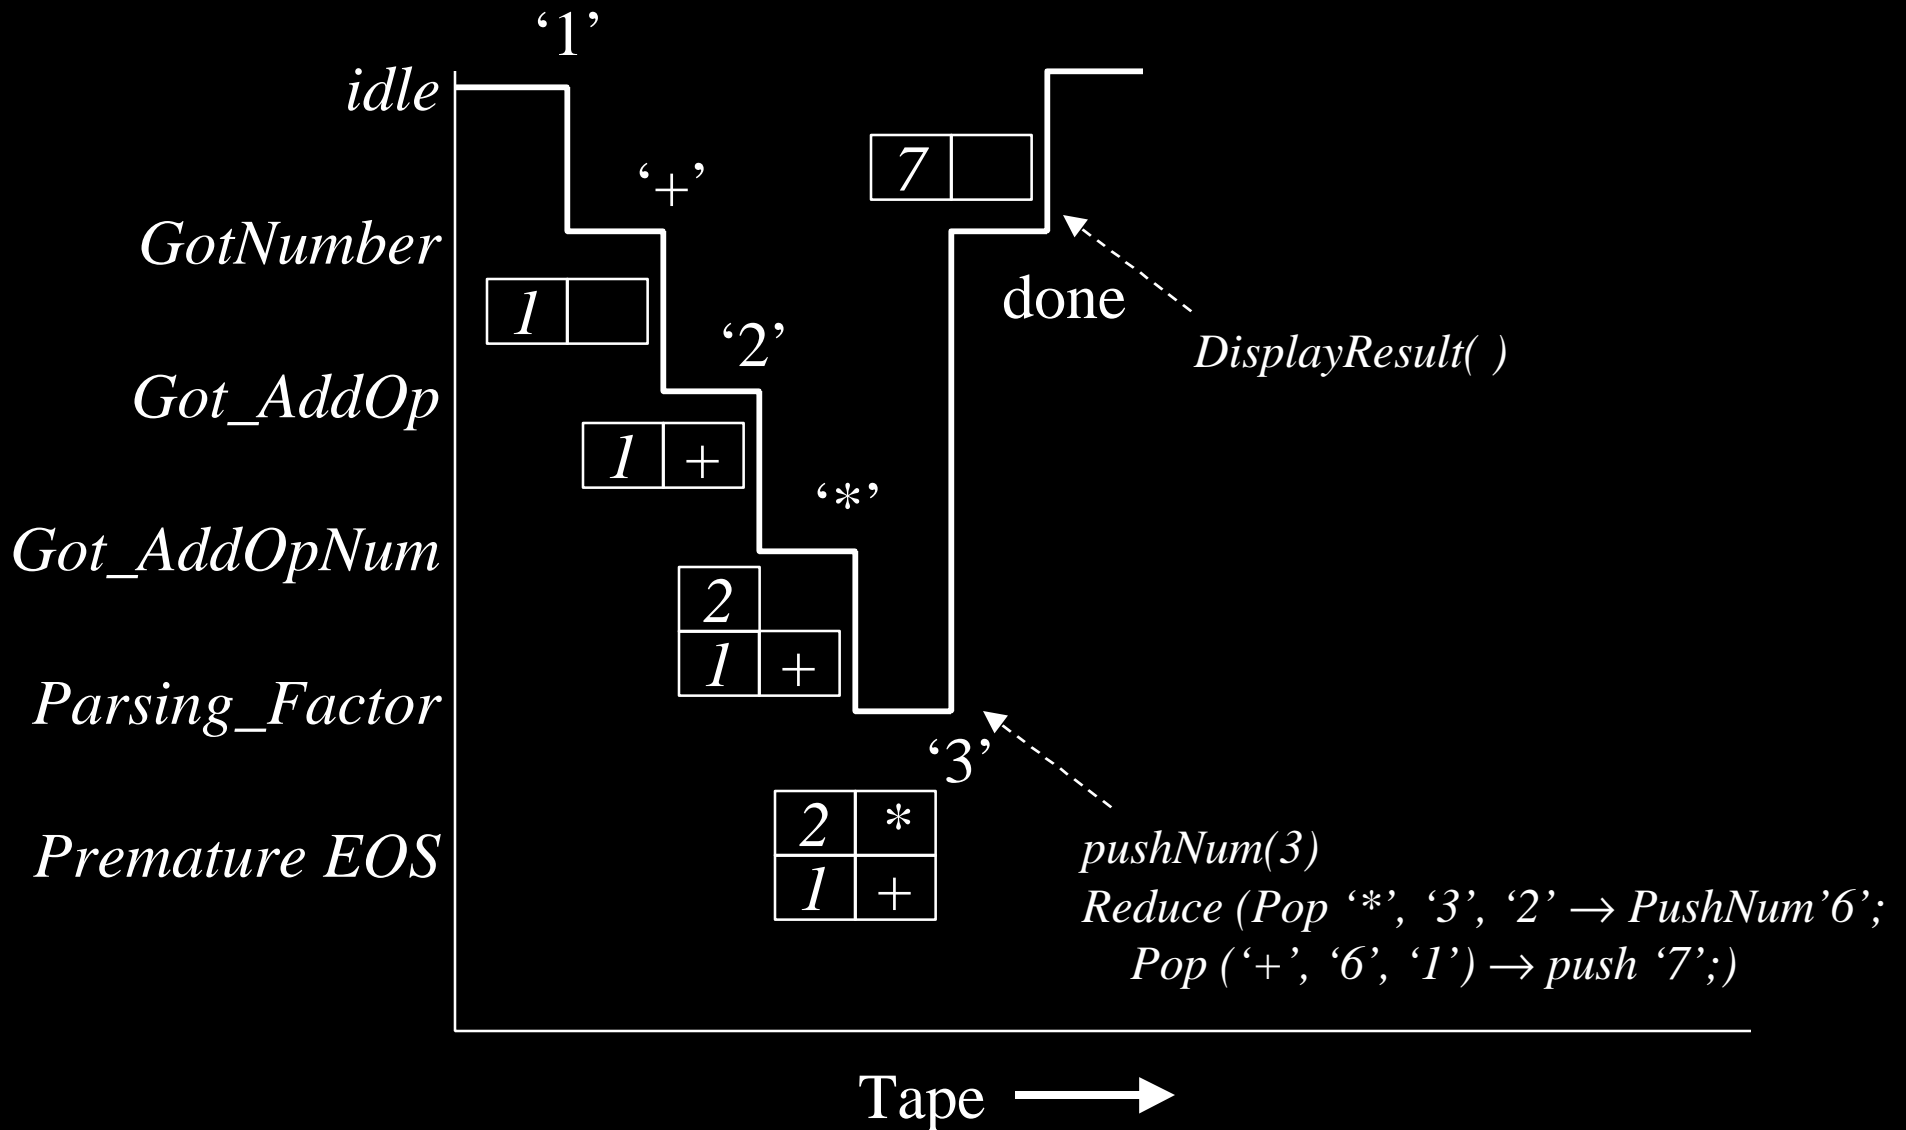 ‘1’
idle
7
‘+’
GotNumber
1
done
‘2’
DisplayResult( )
Got_AddOp
1 +
‘*’
Got_AddOpNum
2
1 +
Parsing_Factor
‘3’
2 *
1 +
Premature EOS
pushNum(3)
Reduce (Pop ‘*’, ‘3’, ‘2’ → PushNum’6’;
Pop (‘+’, ‘6’, ‘1’) → push ‘7’;)
Tape